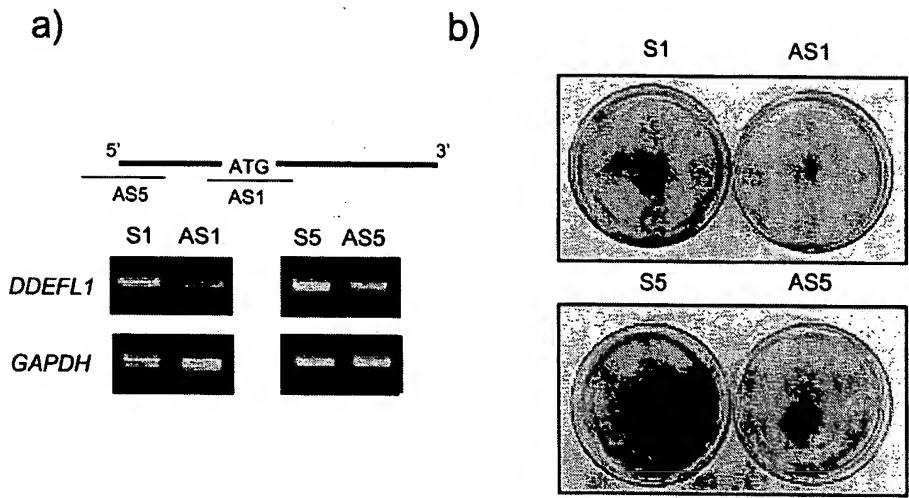 a)
5' 3'
ATG
AS5 AS1
S1 AS1 S5 AS5
DDEFL1
GAPDH
b)
S1 AS1
S5 AS5